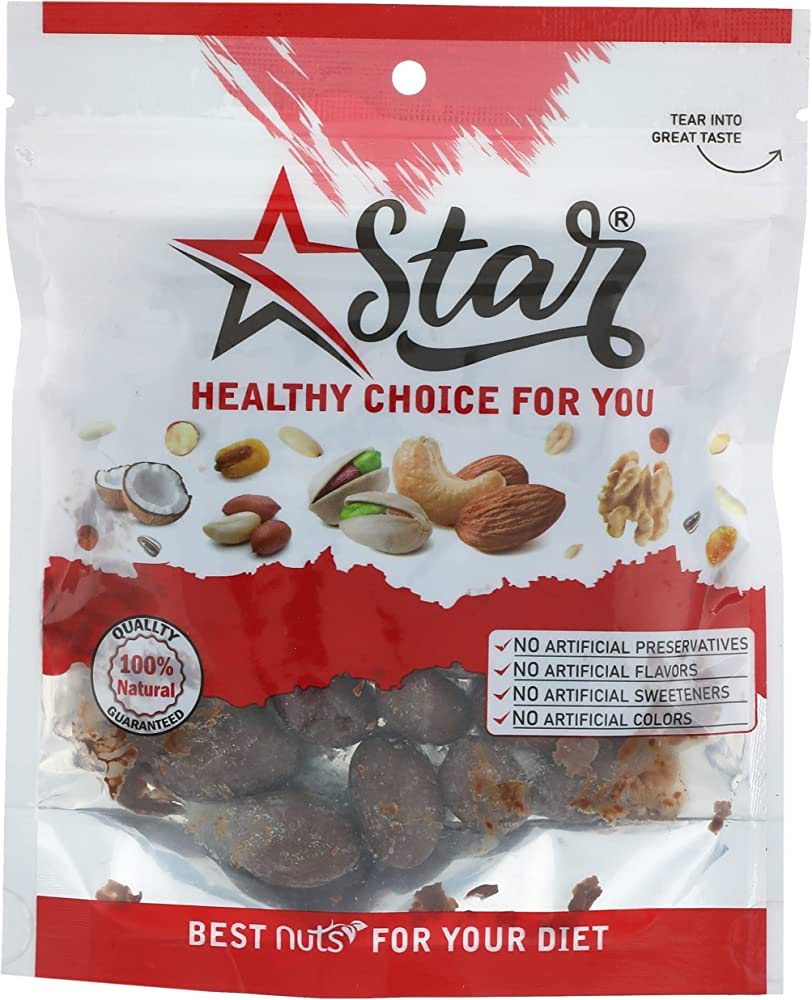 TEAR INTO
GREAT TASTE
Star®
HEALTHY CHOICE FOR YOU
QUALLTY
100%
Natural
GUARANTEED
NO ARTIFICIAL PRESERVATIVES
NO ARTIFICIAL FLAVORS
NO ARTIFICIAL SWEETENERS
NO ARTIFICIAL COLORS
BEST nuts FOR YOUR DIET